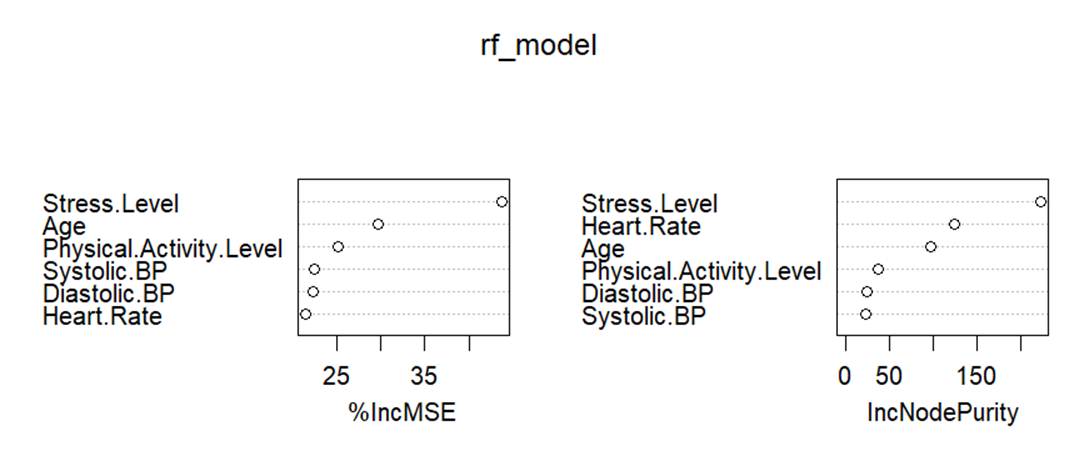 rf_model
Stress.Level
Age
Physical.Activity.Level
Systolic.BP
Diastolic.BP
Heart.Rate
25 35
%IncMSE
Stress.Level
Heart.Rate
Age
Physical.Activity.Level
Diastolic.BP
Systolic.BP
0 50 150
IncNodePurity